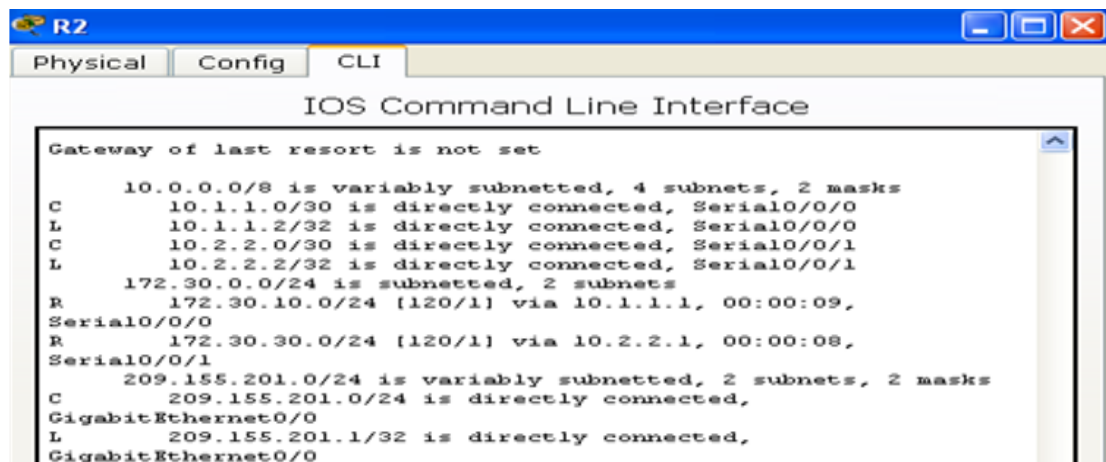 R2
Physical Config CLI
IOS Command Line Interface
Gateway of last resort is not set
10.0.0.0/8 is variably subnetted, 4 subnets, 2 masks
C 10.1.1.0/30 is directly connected, Serial0/0/0
L 10.1.1.2/32 is directly connected, Serial0/0/0
C 10.2.2.0/30 is directly connected, Serial0/0/1
L 10.2.2.2/32 is directly connected, Serial0/0/1
172.30.0.0/24 is subnetted, 2 subnets
R 172.30.10.0/24 [120/1] via 10.1.1.1, 00:00:09,
Serial0/0/0
R 172.30.30.0/24 [120/1] via 10.2.2.1, 00:00:08,
Serial0/0/1
209.155.201.0/24 is variably subnetted, 2 subnets, 2 masks
C 209.155.201.0/24 is directly connected,
GigabitEthernet0/0
L 209.155.201.1/32 is directly connected,
GigabitEthernet0/0